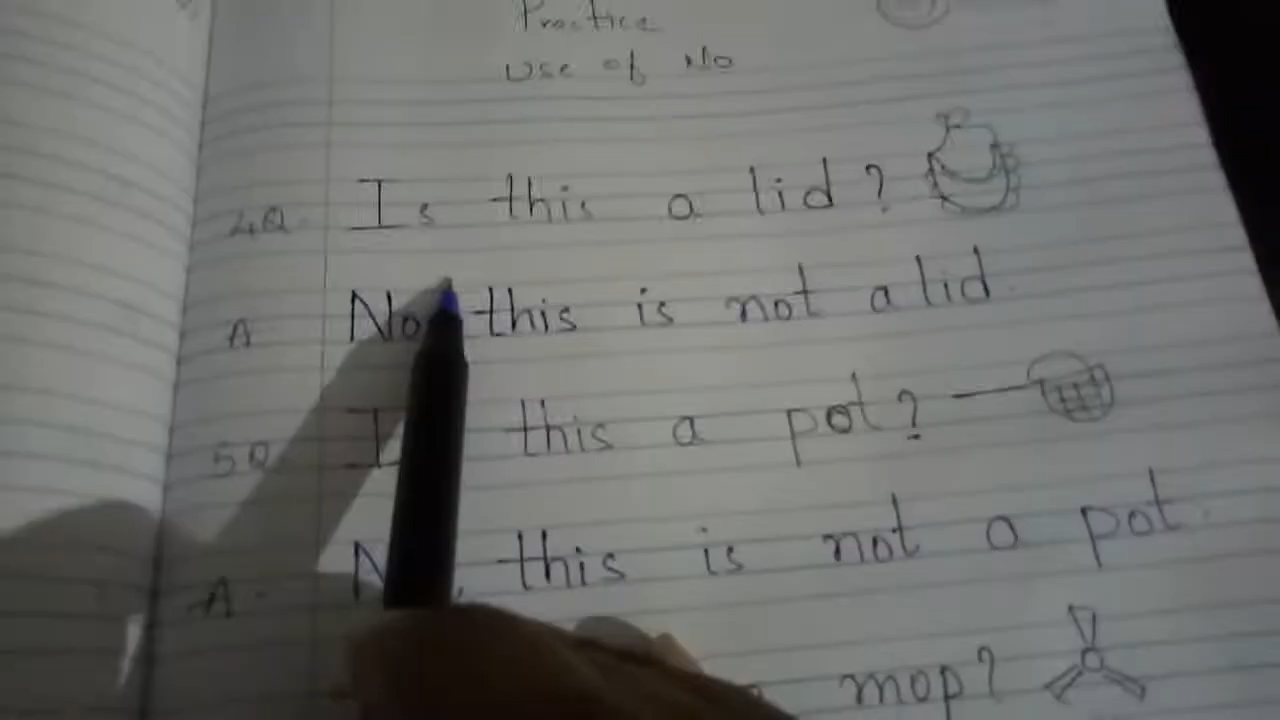 Practice
Use of No
4Q. Is this a lid?
A No, this is not a lid.
5Q this a pot?
A. this is not a pot.
mop?